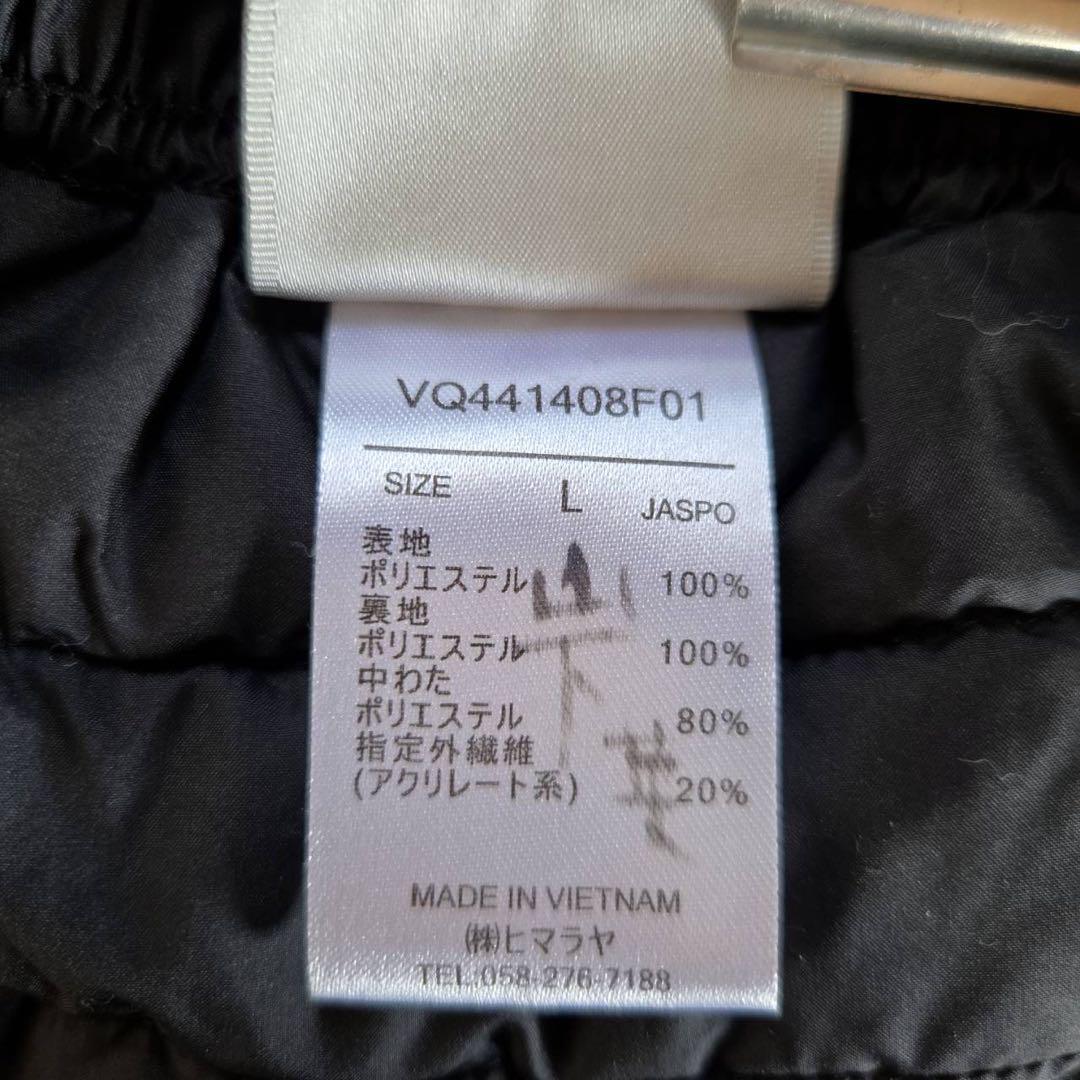 VQ441408F01
SIZE L JASPO
表地
ポリエステル 100%
裏地
ポリエステル 100%
中わた
ポリエステル 80%
指定外繊維
(アクリレート系) 20%
山下
MADE IN VIETNAM
(株)ヒマラヤ
TEL.058-276-7188